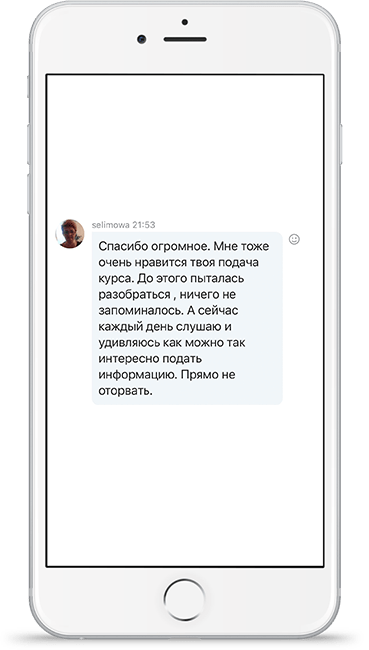 selimowa 21:53
Спасибо огромное. Мне тоже
очень нравится твоя подача
курса. До этого пыталась
разобраться , ничего не
запоминалось. А сейчас
каждый день слушаю и
удивляюсь как можно так
интересно подать
информацию. Прямо не
оторвать.